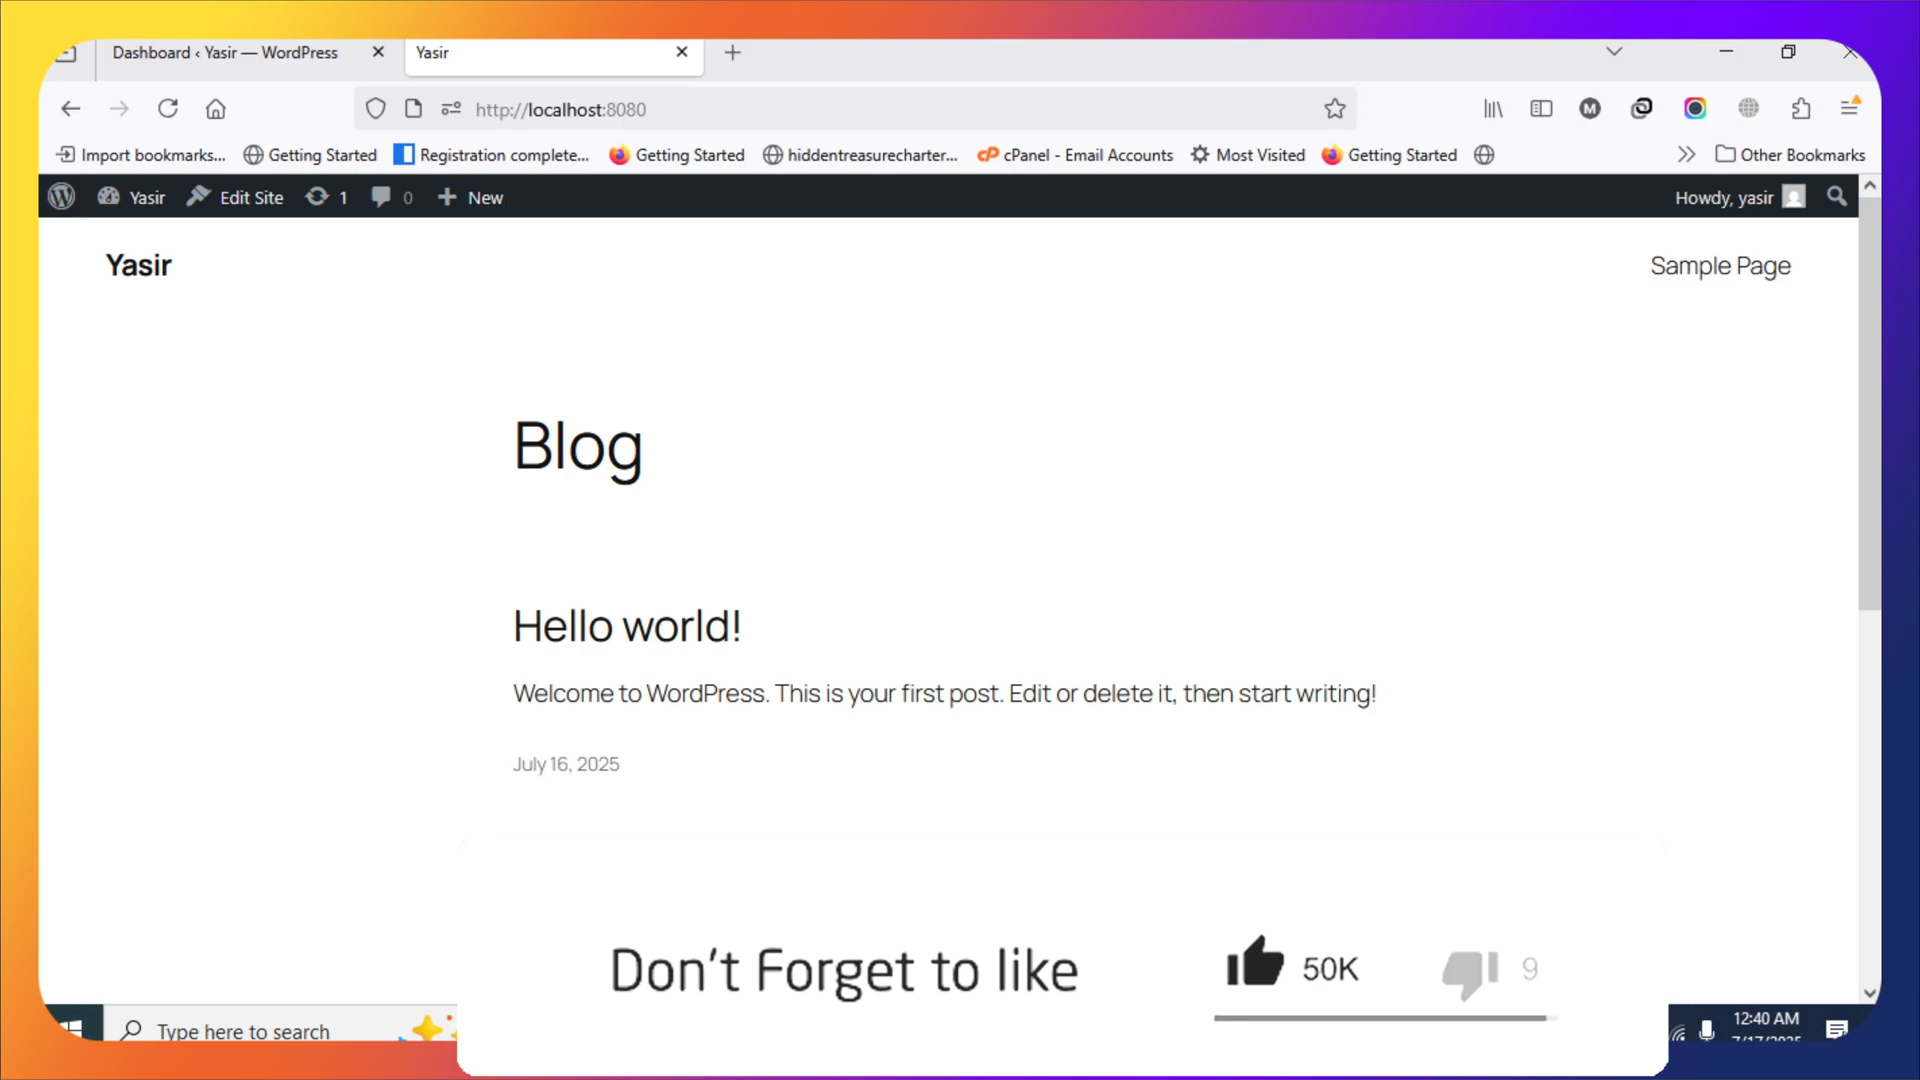 Dashboard ‹ Yasir — WordPress
Yasir
http://localhost:8080
Import bookmarks... Getting Started Registration complete... Getting Started hiddentreasurecharter... cPanel - Email Accounts Most Visited Getting Started Other Bookmarks
Yasir Edit Site 1 0 New Howdy, yasir
Yasir Sample Page
Blog
Hello world!
Welcome to WordPress. This is your first post. Edit or delete it, then start writing!
July 16, 2025
Don't Forget to like 50K 9
Type here to search
12:40 AM
7/17/2025